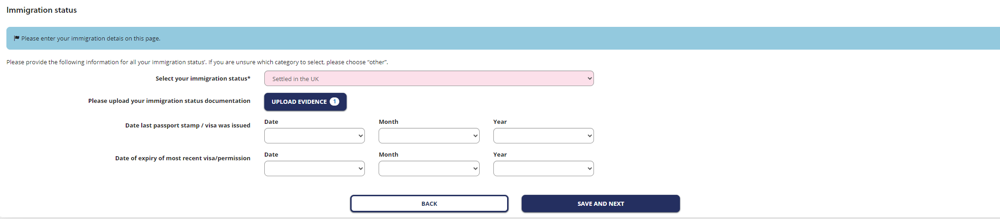 Immigration status
Please enter your immigration detais on this page.
Please provide the following information for all your immigration status'. If you are unsure which category to select, please choose “other”.
Select your immigration status* Settled in the UK
Please upload your immigration status documentation UPLOAD EVIDENCE 1
Date Month Year
Date last passport stamp / visa was issued
Date Month Year
Date of expiry of most recent visa/permission
BACK SAVE AND NEXT